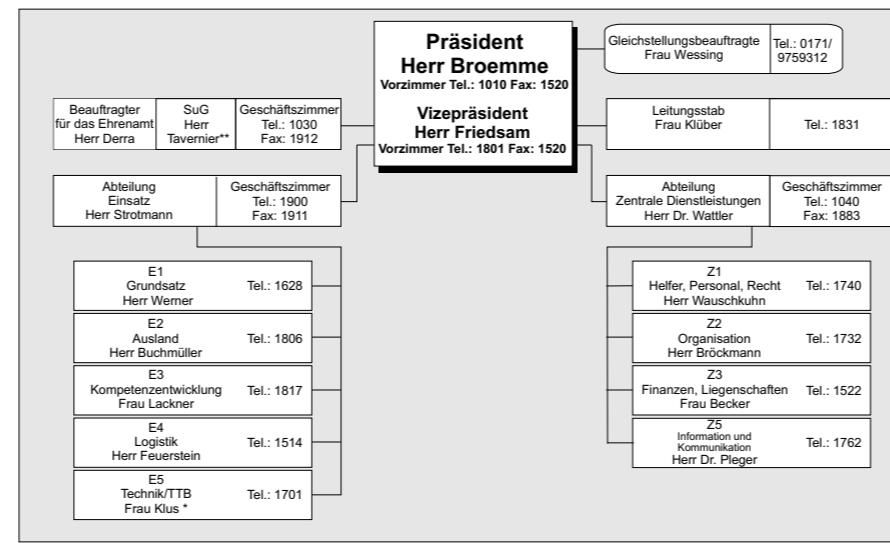 Präsident
Herr Broemme
Vorzimmer Tel.: 1010 Fax: 1520
Vizepräsident
Herr Friedsam
Vorzimmer Tel.: 1801 Fax: 1520
Gleichstellungsbeauftragte
Frau Wessing
Tel.: 0171/
9759312
Beauftragter
für das Ehrenamt
Herr Derra
SuG
Herr
Tavernier**
Geschäftszimmer
Tel.: 1030
Fax: 1912
Leitungsstab
Frau Klüber
Tel.: 1831
Abteilung
Einsatz
Herr Strotmann
Geschäftszimmer
Tel.: 1900
Fax: 1911
Abteilung
Zentrale Dienstleistungen
Herr Dr. Wattler
Geschäftszimmer
Tel.: 1040
Fax: 1883
E1
Grundsatz
Herr Werner
Tel.: 1628
E2
Ausland
Herr Buchmüller
Tel.: 1806
E3
Kompetenzentwicklung
Frau Lackner
Tel.: 1817
E4
Logistik
Herr Feuerstein
Tel.: 1514
E5
Technik/TTB
Frau Klus *
Tel.: 1701
Z1
Helfer, Personal, Recht
Herr Wauschkuhn
Tel.: 1740
Z2
Organisation
Herr Bröckmann
Tel.: 1732
Z3
Finanzen, Liegenschaften
Frau Becker
Tel.: 1522
Z5
Information und
Kommunikation
Herr Dr. Pleger
Tel.: 1762